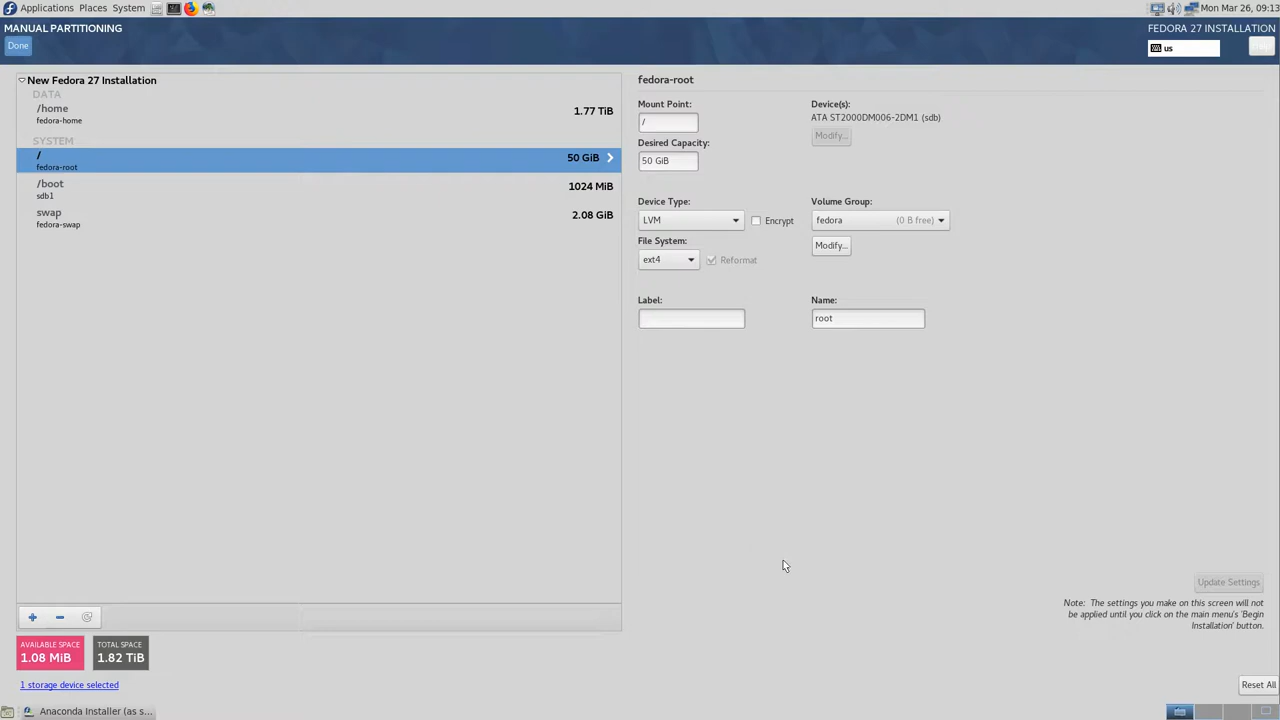 Applications Places System
Mon Mar 26, 09:13
MANUAL PARTITIONING
FEDORA 27 INSTALLATION
Done
us
New Fedora 27 Installation
DATA
/home
fedora-home
1.77 TiB
SYSTEM
/
fedora-root
50 GiB
/boot
sdb1
1024 MiB
swap
fedora-swap
2.08 GiB
fedora-root
Mount Point:
/
Device(s):
ATA ST2000DM006-2DM1 (sdb)
Modify...
Desired Capacity:
50 GiB
Device Type:
LVM
Encrypt
Volume Group:
fedora (0 B free)
Modify...
File System:
ext4
Reformat
Label:
Name:
root
Update Settings
Note: The settings you make on this screen will not
be applied until you click on the main menu's 'Begin
Installation' button.
AVAILABLE SPACE
1.08 MiB
TOTAL SPACE
1.82 TiB
1 storage device selected
Reset All
Anaconda Installer (as s...